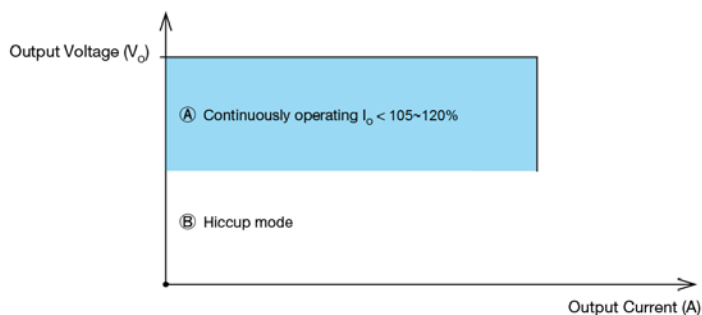 Output Voltage (Vo)
Ⓐ Continuously operating Io < 105~120%
Ⓑ Hiccup mode
Output Current (A)